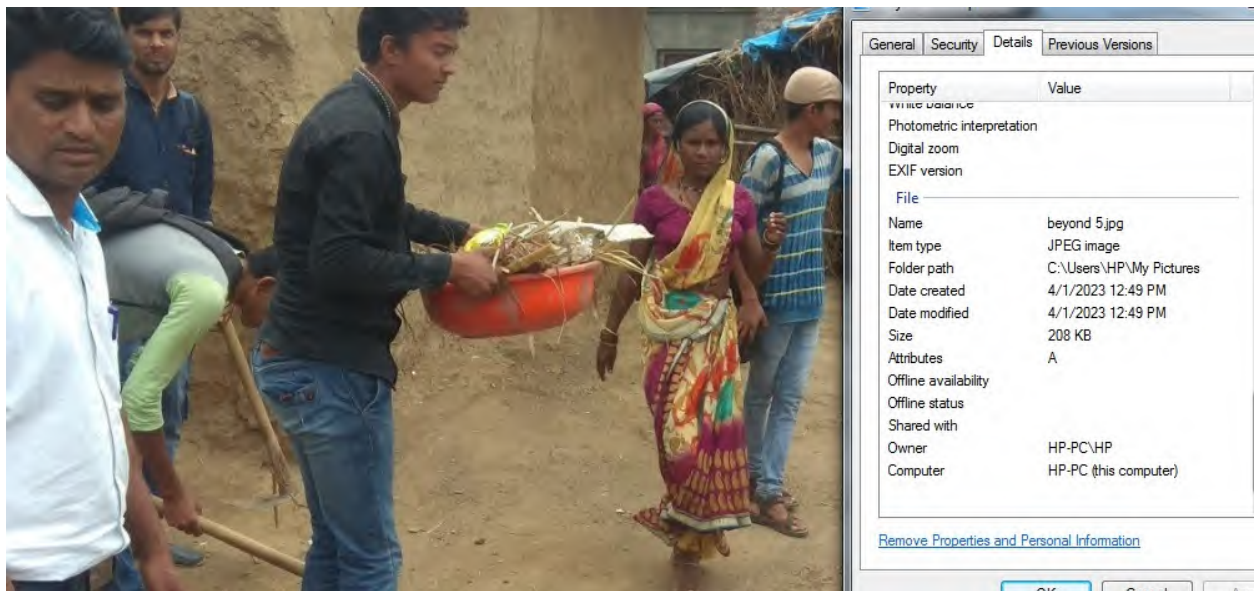 General Security Details Previous Versions
Property Value
White balance
Photometric interpretation
Digital zoom
EXIF version
File
Name beyond 5.jpg
Item type JPEG image
Folder path C:\Users\HP\My Pictures
Date created 4/1/2023 12:49 PM
Date modified 4/1/2023 12:49 PM
Size 208 KB
Attributes A
Offline availability
Offline status
Shared with
Owner HP-PC\HP
Computer HP-PC (this computer)
Remove Properties and Personal Information